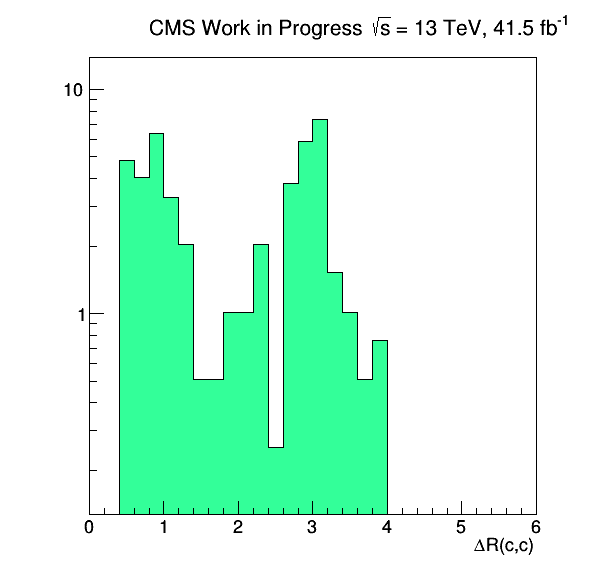 CMS Work in Progress √s = 13 TeV, 41.5 fb⁻¹
10
1
0 1 2 3 4 5 6
ΔR(c,c)